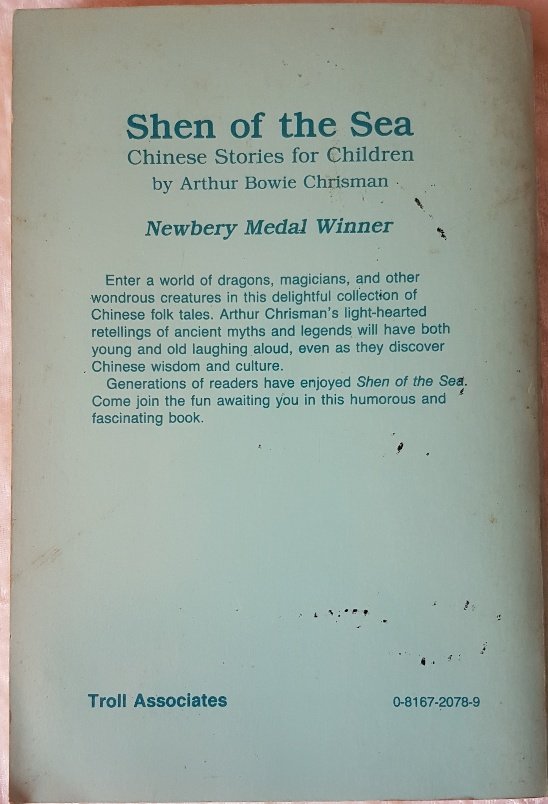 Shen of the Sea
Chinese Stories for Children
by Arthur Bowie Chrisman
Newbery Medal Winner
Enter a world of dragons, magicians, and other
wondrous creatures in this delightful collection of
Chinese folk tales. Arthur Chrisman's light-hearted
retellings of ancient myths and legends will have both
young and old laughing aloud, even as they discover
Chinese wisdom and culture.
Generations of readers have enjoyed Shen of the Sea.
Come join the fun awaiting you in this humorous and
fascinating book.
Troll Associates
0-8167-2078-9